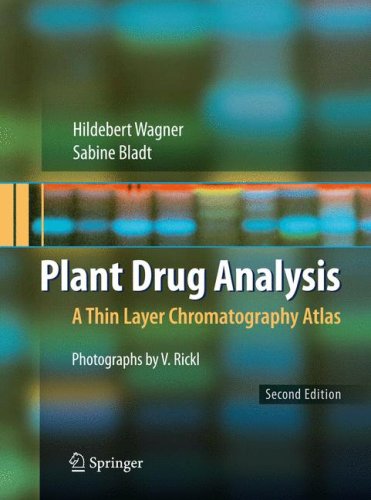 Hildebert Wagner
Sabine Bladt
Plant Drug Analysis
A Thin Layer Chromatography Atlas
Photographs by V. Rickl
Second Edition
Springer